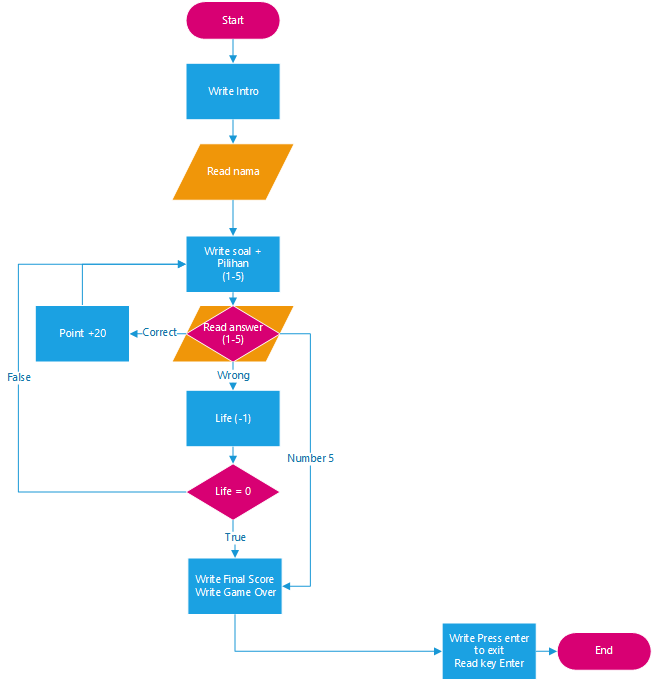 Start
Write Intro
Read nama
Write soal +
Pilihan
(1-5)
Read answer
(1-5)
Correct
Point +20
False
Wrong
Life (-1)
Number 5
Life = 0
True
Write Final Score
Write Game Over
Write Press enter
to exit
Read key Enter
End